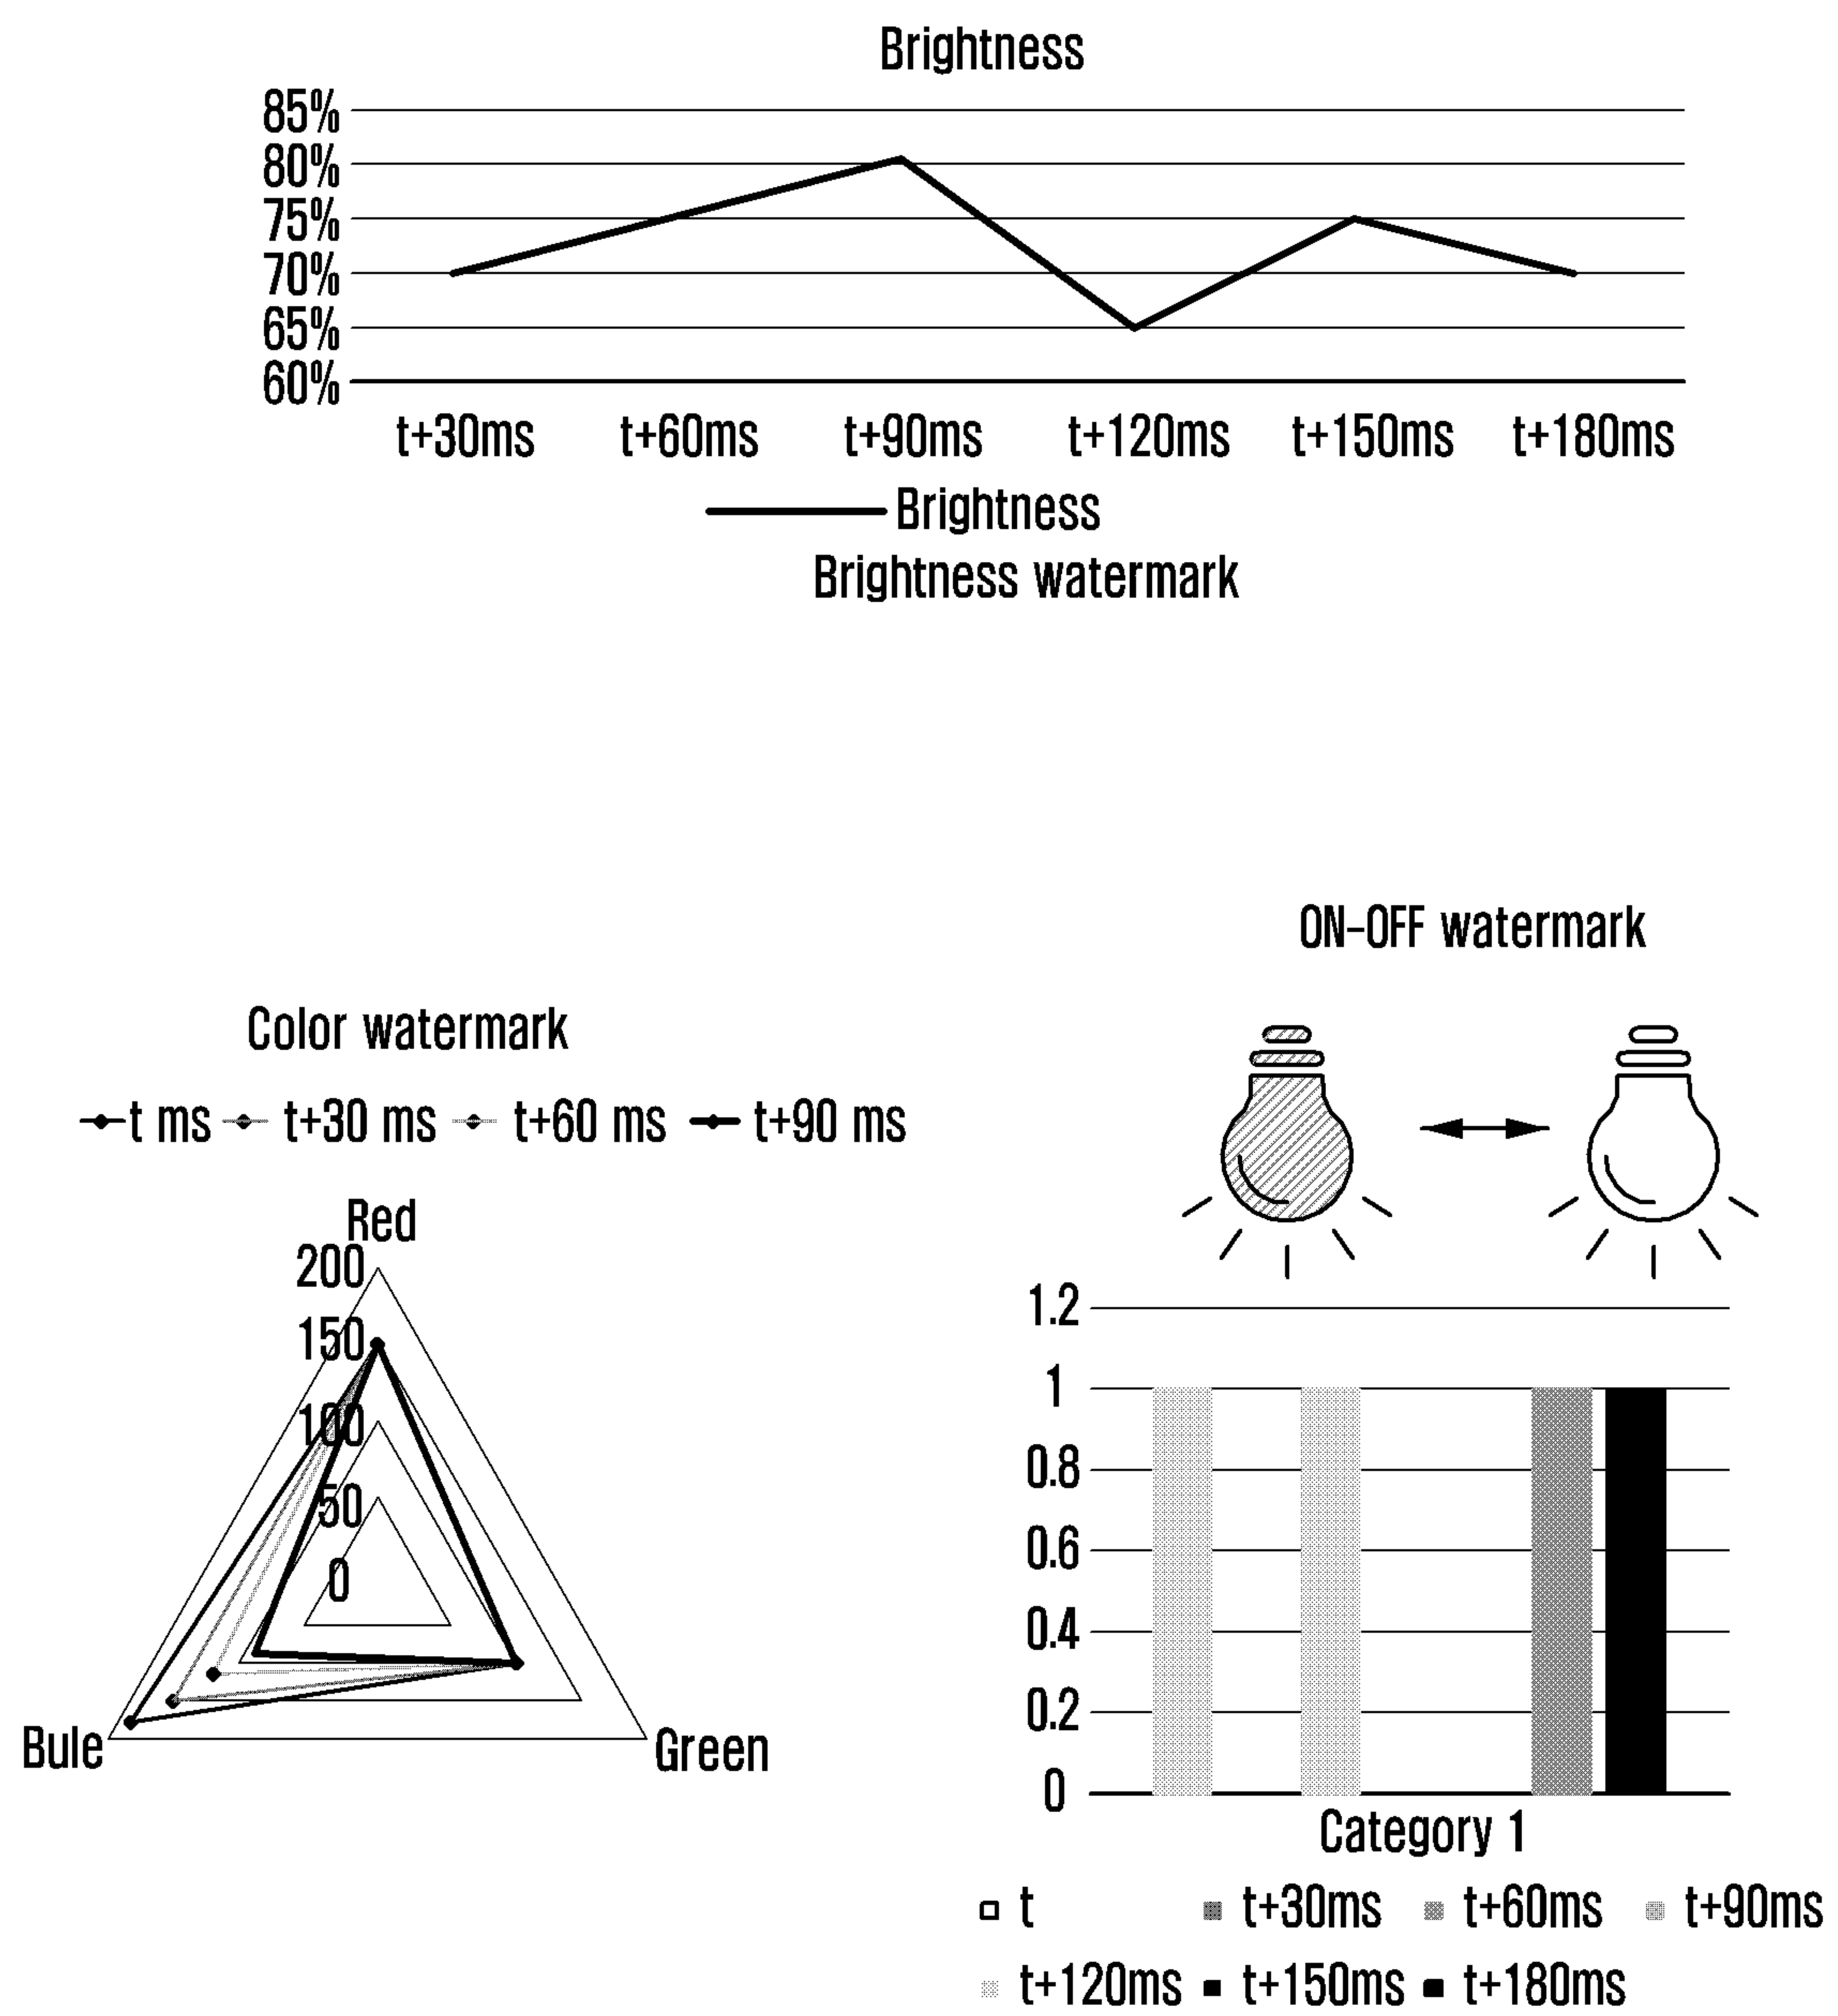 Brightness
85%
80%
75%
70%
65%
60%
t+30ms t+60ms t+90ms t+120ms t+150ms t+180ms
Brightness
Brightness watermark
Color watermark
t ms t+30 ms t+60 ms t+90 ms
Red
200
150
100
50
0
Bule
Green
ON-OFF watermark
1.2
1
0.8
0.6
0.4
0.2
0
Category 1
t t+30ms t+60ms t+90ms
t+120ms t+150ms t+180ms